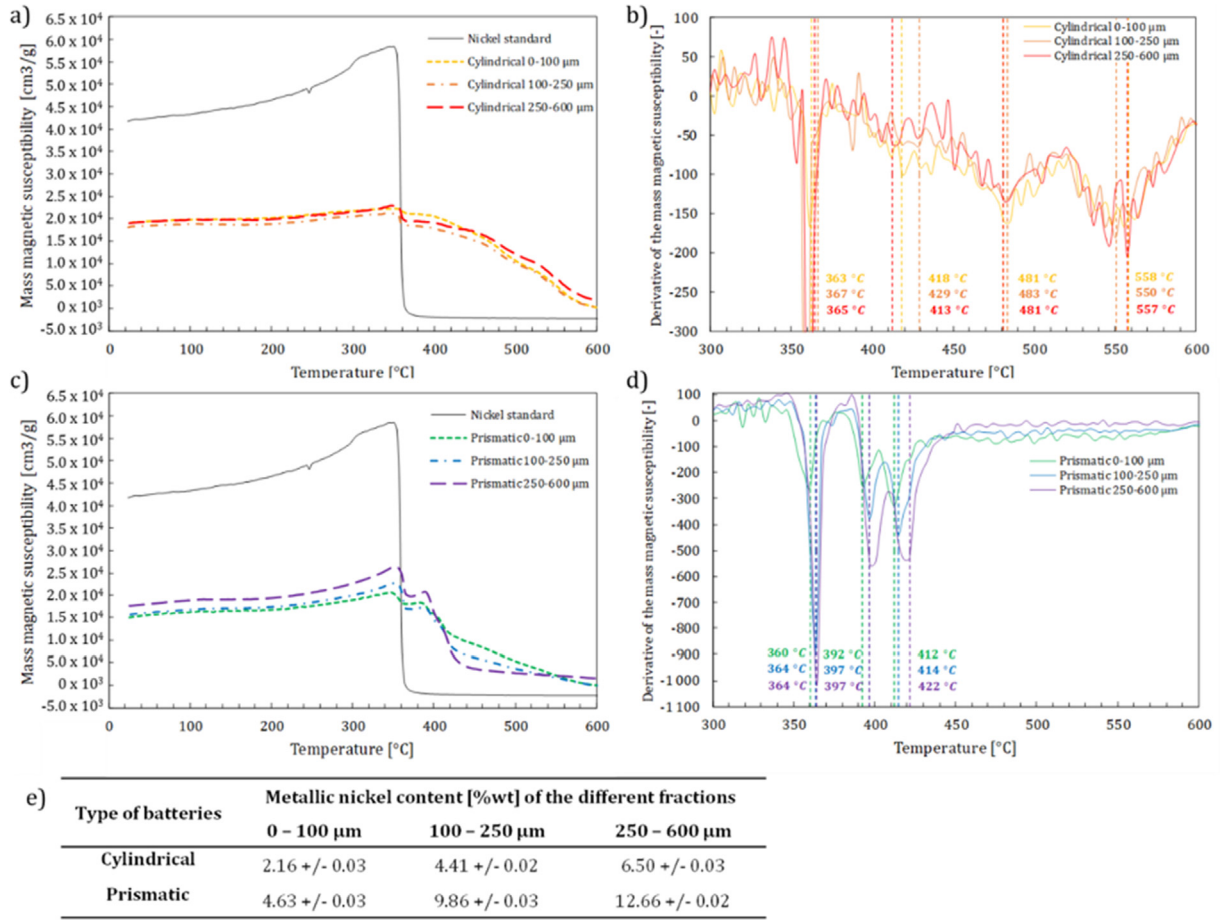 a)
6.5 x 10⁴
6.0 x 10⁴
5.5 x 10⁴
5.0 x 10⁴
4.5 x 10⁴
4.0 x 10⁴
3.5 x 10⁴
3.0 x 10⁴
2.5 x 10⁴
2.0 x 10⁴
1.5 x 10⁴
1.0 x 10⁴
5.0 x 10³
0 x 10³
-5.0 x 10³
Mass magnetic susceptibility [cm3/g]
Nickel standard
Cylindrical 0-100 µm
Cylindrical 100-250 µm
Cylindrical 250-600 µm
0 100 200 300 400 500 600
Temperature [°C]
b)
100
50
0
-50
-100
-150
-200
-250
-300
Derivative of the mass magnetic susceptibility [-]
Cylindrical 0-100 µm
Cylindrical 100-250 µm
Cylindrical 250-600 µm
363 °C 418 °C 481 °C 558 °C
367 °C 429 °C 483 °C 550 °C
365 °C 413 °C 481 °C 557 °C
300 350 400 450 500 550 600
Temperature [°C]
c)
6.5 x 10⁴
6.0 x 10⁴
5.5 x 10⁴
5.0 x 10⁴
4.5 x 10⁴
4.0 x 10⁴
3.5 x 10⁴
3.0 x 10⁴
2.5 x 10⁴
2.0 x 10⁴
1.5 x 10⁴
1.0 x 10⁴
5.0 x 10³
0 x 10³
-5.0 x 10³
Mass magnetic susceptibility [cm3/g]
Nickel standard
Prismatic 0-100 µm
Prismatic 100-250 µm
Prismatic 250-600 µm
0 100 200 300 400 500 600
Temperature [°C]
d)
100
0
-100
-200
-300
-400
-500
-600
-700
-800
-900
-1000
-1100
Derivative of the mass magnetic susceptibility [-]
Prismatic 0-100 µm
Prismatic 100-250 µm
Prismatic 250-600 µm
360 °C 392 °C 412 °C
364 °C 397 °C 414 °C
364 °C 397 °C 422 °C
300 350 400 450 500 550 600
Temperature [°C]
e)
Type of batteries
Metallic nickel content [%wt] of the different fractions
0 – 100 µm 100 – 250 µm 250 – 600 µm
Cylindrical 2.16 +/- 0.03 4.41 +/- 0.02 6.50 +/- 0.03
Prismatic 4.63 +/- 0.03 9.86 +/- 0.03 12.66 +/- 0.02